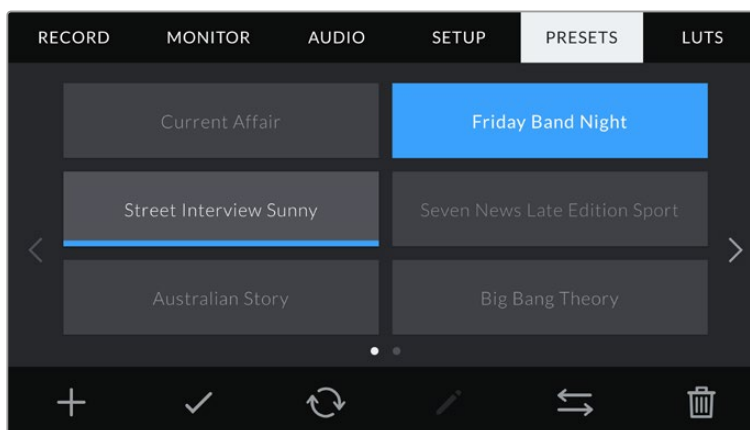 RECORD MONITOR AUDIO SETUP PRESETS LUTS
Current Affair Friday Band Night
Street Interview Sunny Seven News Late Edition Sport
Australian Story Big Bang Theory